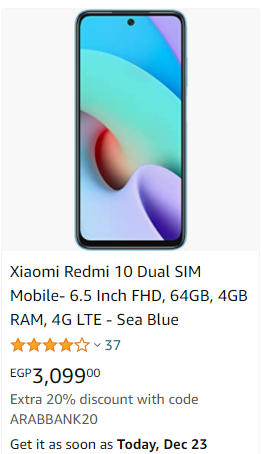 Xiaomi Redmi 10 Dual SIM
Mobile- 6.5 Inch FHD, 64GB, 4GB
RAM, 4G LTE - Sea Blue
37
EGP3,09900
Extra 20% discount with code
ARABBANK20
Get it as soon as Today, Dec 23